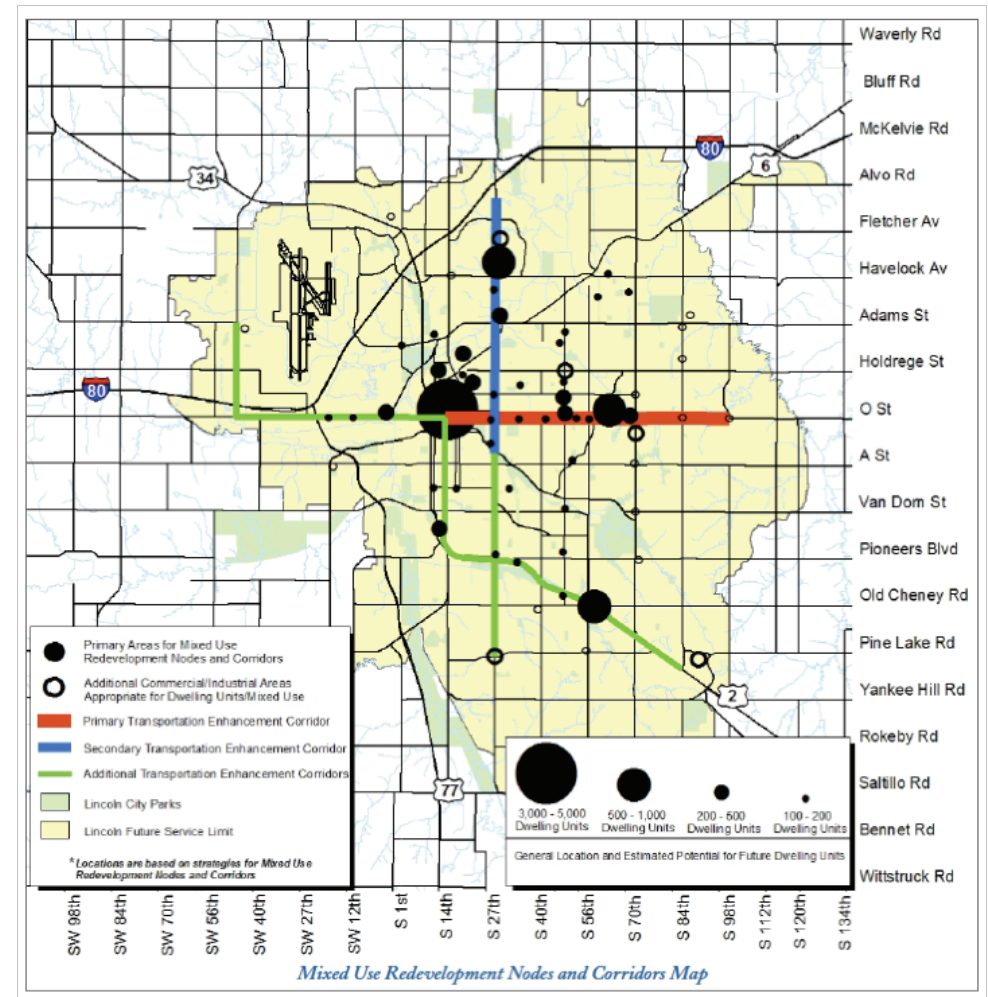 Waverly Rd
Bluff Rd
McKelvie Rd
80
6
34
Alvo Rd
Fletcher Av
Havelock Av
Adams St
Holdrege St
80
O St
A St
Van Dorn St
Pioneers Blvd
Old Cheney Rd
Pine Lake Rd
2
Yankee Hill Rd
Rokeby Rd
77
Saltillo Rd
Bennet Rd
Wittstruck Rd
Primary Areas for Mixed Use
Redevelopment Nodes and Corridors
Additional Commercial/Industrial Areas
Appropriate for Dwelling Units/Mixed Use
Primary Transportation Enhancement Corridor
Secondary Transportation Enhancement Corridor
Additional Transportation Enhancement Corridors
Lincoln City Parks
Lincoln Future Service Limit
* Locations are based on strategies for Mixed Use
Redevelopment Nodes and Corridors
3,000 - 5,000
Dwelling Units
500 - 1,000
Dwelling Units
200 - 500
Dwelling Units
100 - 200
Dwelling Units
General Location and Estimated Potential for Future Dwelling Units
SW 98th
SW 84th
SW 70th
SW 56th
SW 40th
SW 27th
SW 12th
S 1st
S 14th
S 27th
S 40th
S 56th
S 70th
S 84th
S 98th
S 112th
S 120th
S 134th
Mixed Use Redevelopment Nodes and Corridors Map